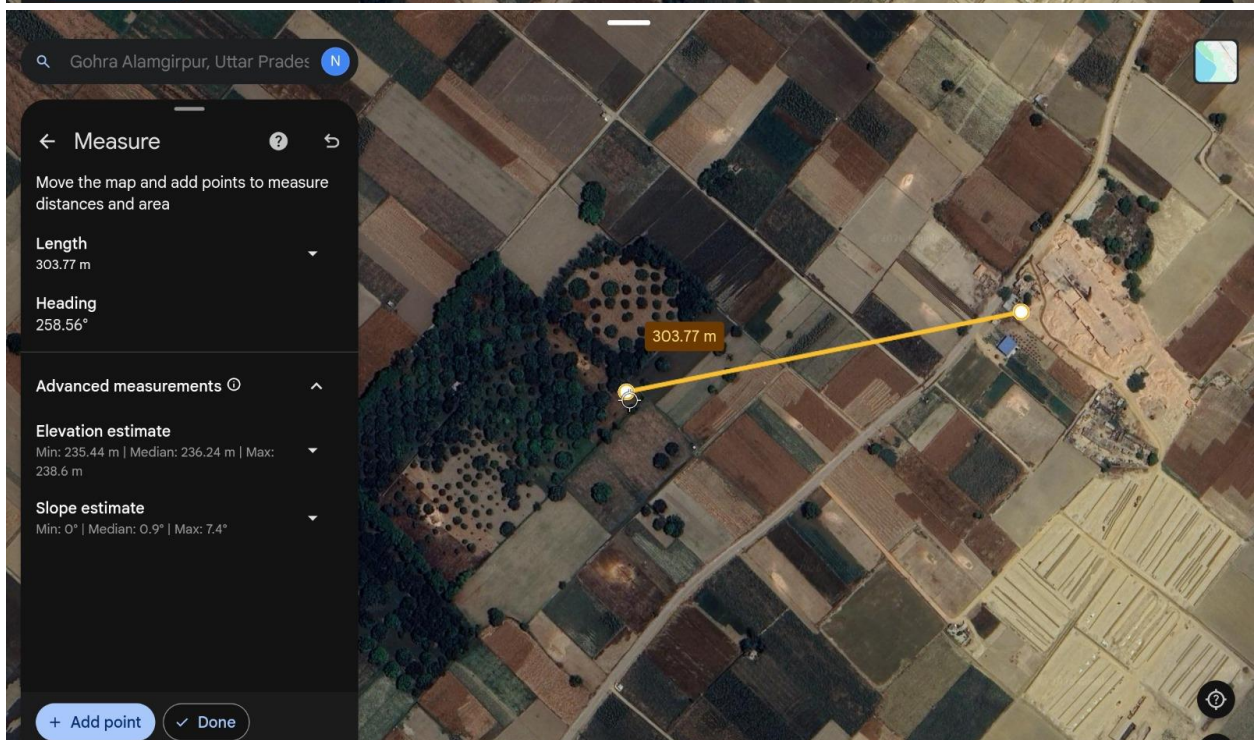 Gohra Alamgirpur, Uttar Prades
N
Measure
?
Move the map and add points to measure
distances and area
Length
303.77 m
Heading
258.56°
Advanced measurements
Elevation estimate
Min: 235.44 m | Median: 236.24 m | Max:
238.6 m
Slope estimate
Min: 0° | Median: 0.9° | Max: 7.4°
+ Add point
Done
303.77 m
?